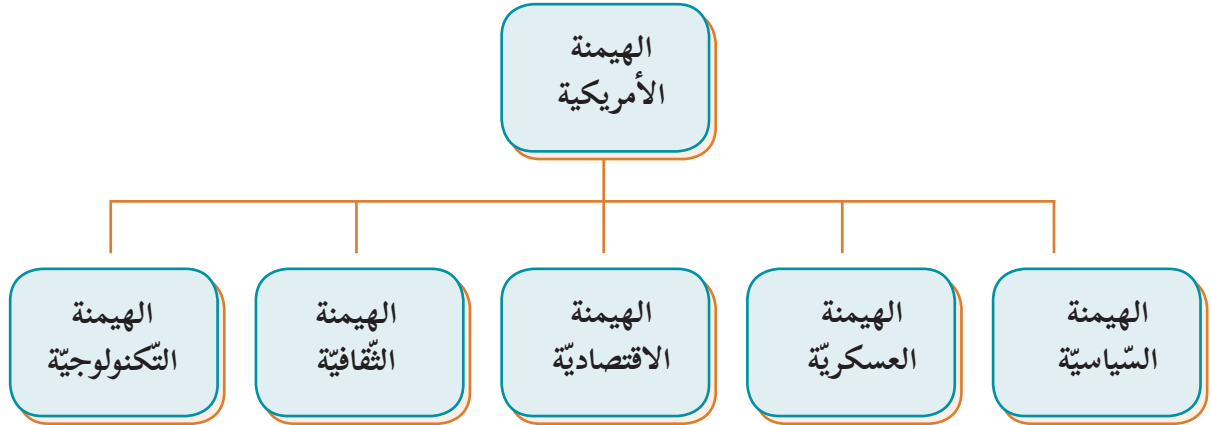 الهيمنة
الأمريكية
الهيمنة
السّياسيّة
الهيمنة
العسكريّة
الهيمنة
الاقتصاديّة
الهيمنة
الثّقافيّة
الهيمنة
التّكنولوجيّة